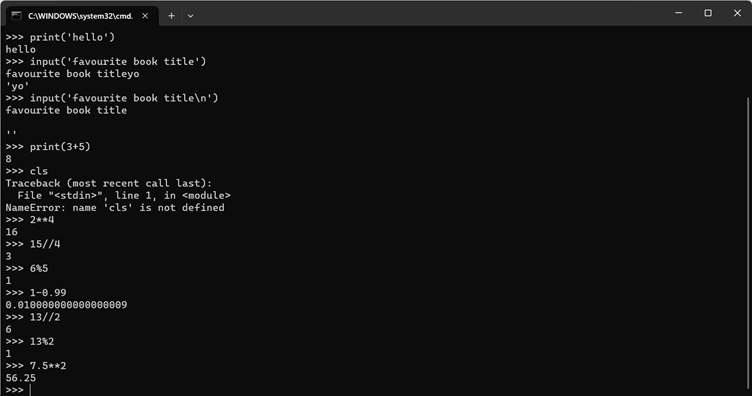 C:\WINDOWS\system32\cmd.
>>> print('hello')
hello
>>> input('favourite book title')
favourite book titleyo
'yo'
>>> input('favourite book title\n')
favourite book title
''
>>> print(3+5)
8
>>> cls
Traceback (most recent call last):
  File "<stdin>", line 1, in <module>
NameError: name 'cls' is not defined
>>> 2**4
16
>>> 15//4
3
>>> 6%5
1
>>> 1-0.99
0.010000000000000009
>>> 13//2
6
>>> 13%2
1
>>> 7.5**2
56.25
>>>